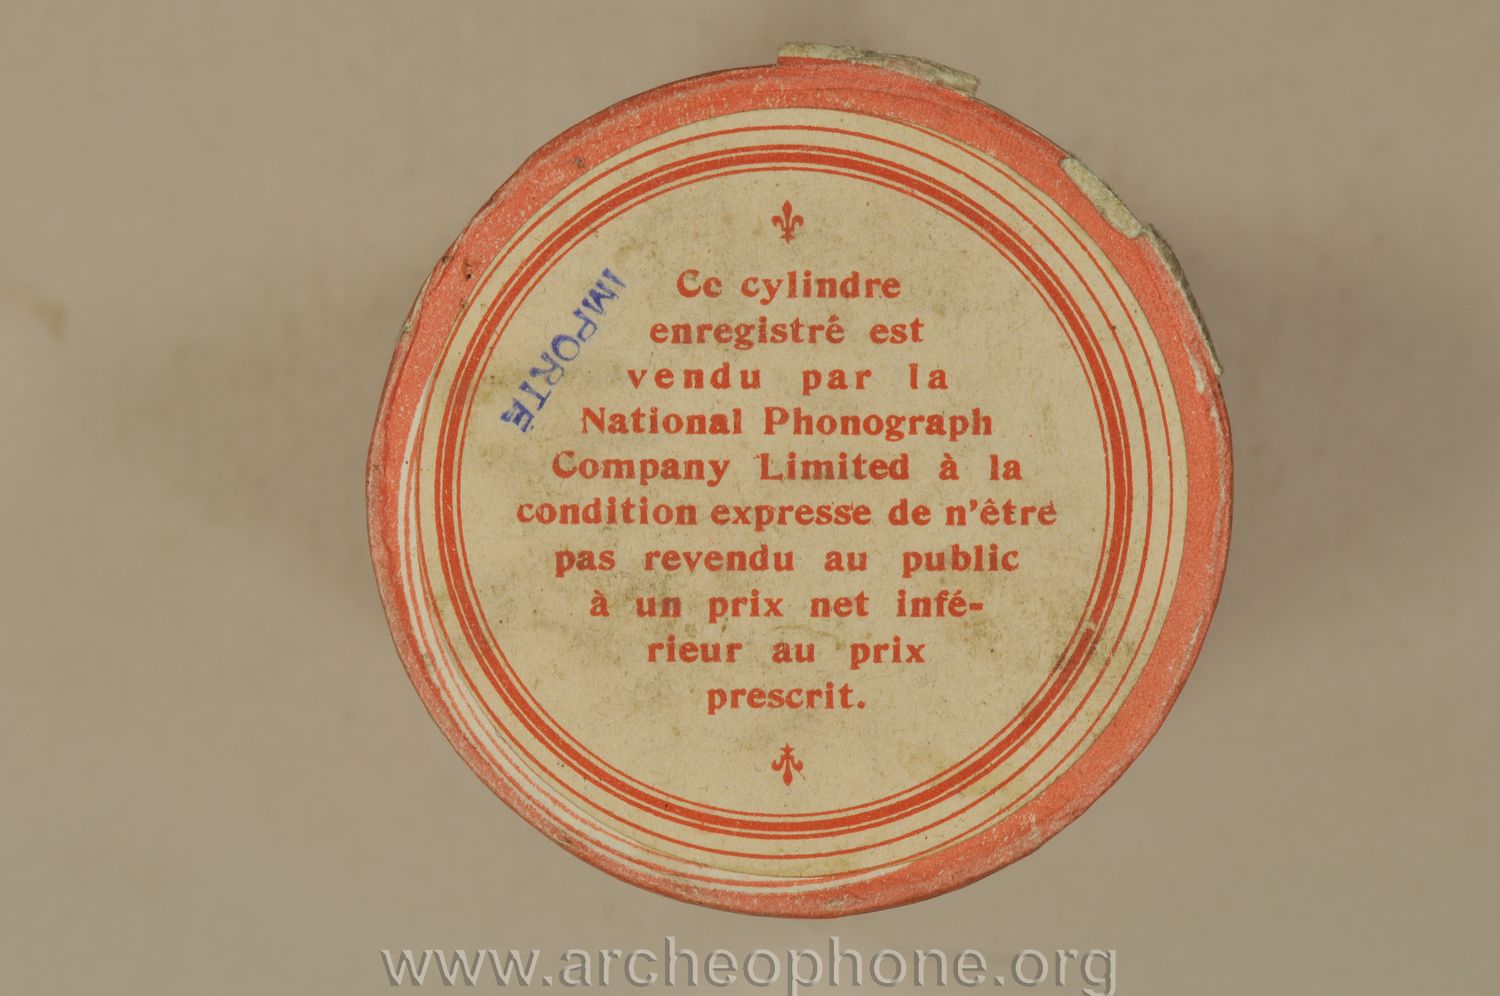 Ce cylindre
enregistré est
vendu par la
National Phonograph
Company Limited à la
condition expresse de n'être
pas revendu au public
à un prix net infé-
rieur au prix
prescrit.
IMPORTÉ
www.archeophone.org